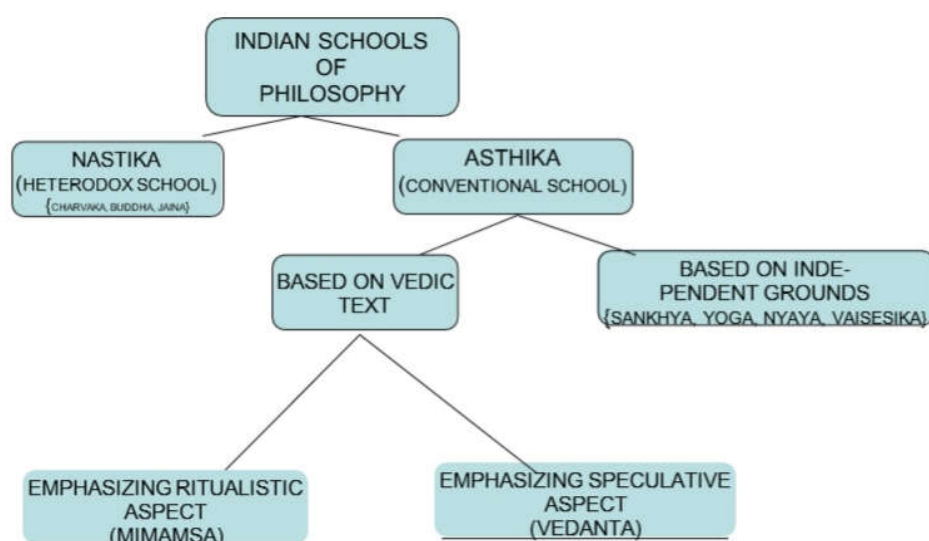 INDIAN SCHOOLS
OF
PHILOSOPHY
NASTIKA
(HETERODOX SCHOOL)
{CHARVAKA, BUDDHA, JAINA}
ASTHIKA
(CONVENTIONAL SCHOOL)
BASED ON VEDIC
TEXT
BASED ON INDE-
PENDENT GROUNDS
{SANKHYA, YOGA, NYAYA, VAISESIKA}
EMPHASIZING RITUALISTIC
ASPECT
(MIMAMSA)
EMPHASIZING SPECULATIVE
ASPECT
(VEDANTA)